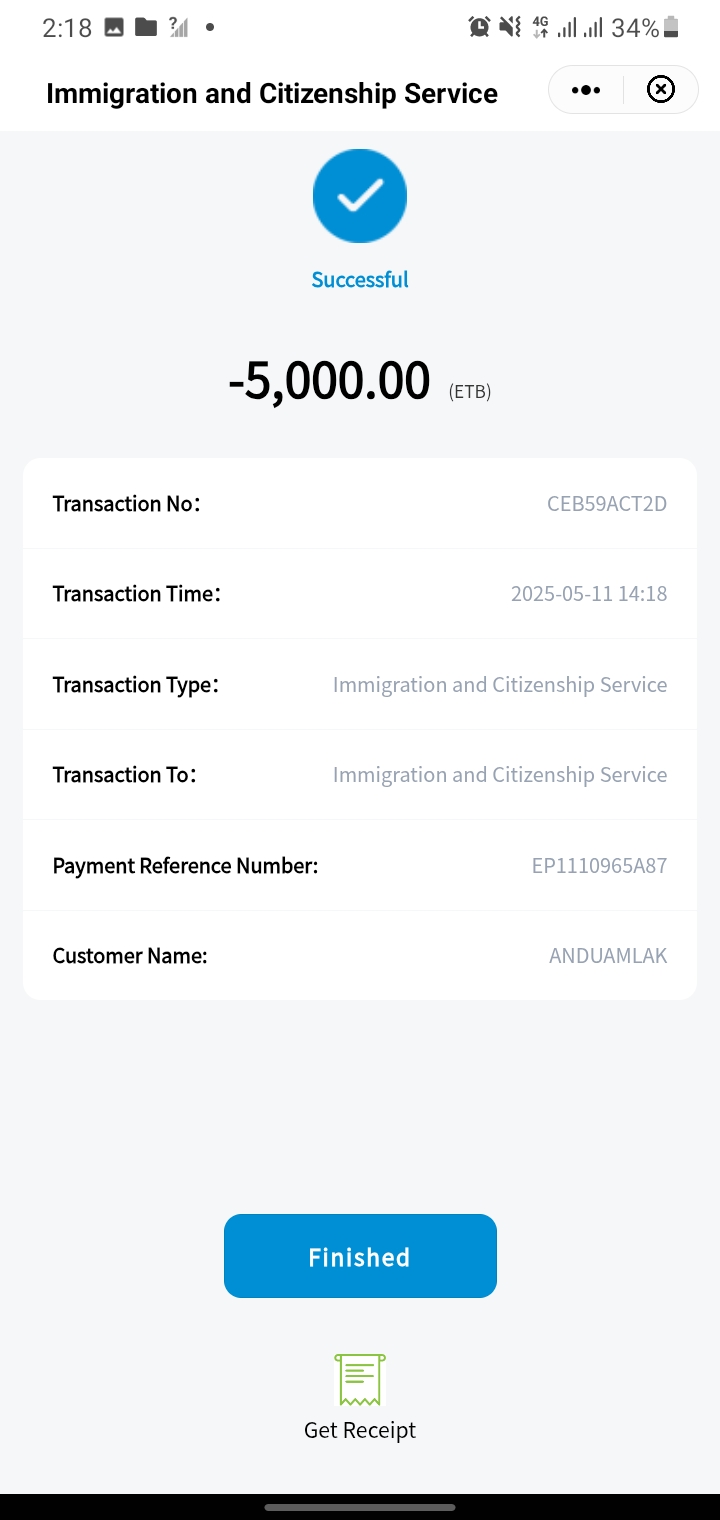 2:18
4G
34%
Immigration and Citizenship Service
Successful
-5,000.00 (ETB)
Transaction No: CEB59ACT2D
Transaction Time: 2025-05-11 14:18
Transaction Type: Immigration and Citizenship Service
Transaction To: Immigration and Citizenship Service
Payment Reference Number: EP1110965A87
Customer Name: ANDUAMLAK
Finished
Get Receipt